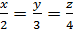 x/2 = y/3 = z/4